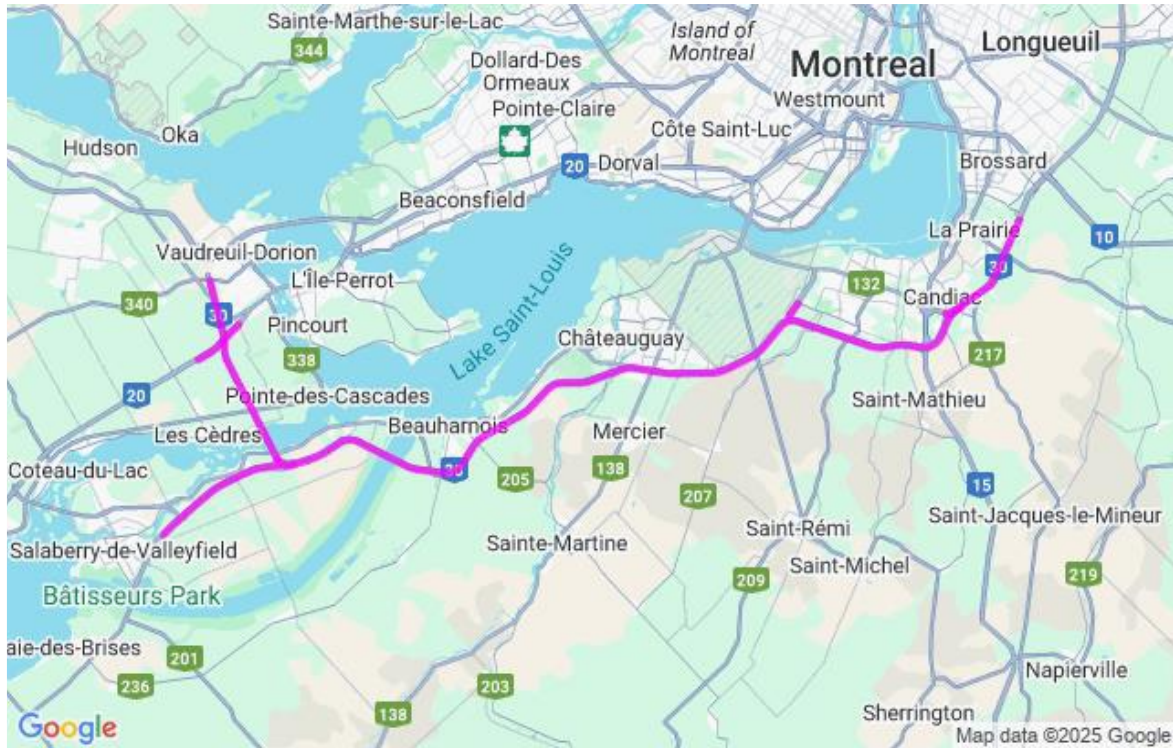 Sainte-Marthe-sur-le-Lac
344
Island of
Montreal
Longueuil
Dollard-Des
Ormeaux
Montreal
Pointe-Claire
Westmount
Oka
Côte Saint-Luc
Hudson
20
Dorval
Brossard
Beaconsfield
La Prairie
10
Vaudreuil-Dorion
L'Île-Perrot
30
132
340
Candiac
30
Pincourt
Lake Saint-Louis
Châteauguay
338
217
20
Pointe-des-Cascades
Saint-Mathieu
Beauharnois
Les Cèdres
Mercier
Coteau-du-Lac
30
205
138
207
15
Saint-Jacques-le-Mineur
Salaberry-de-Valleyfield
Sainte-Martine
Saint-Rémi
Saint-Michel
219
Bâtisseurs Park
209
aie-des-Brises
201
236
203
Napierville
138
Sherrington
Google
Map data ©2025 Google